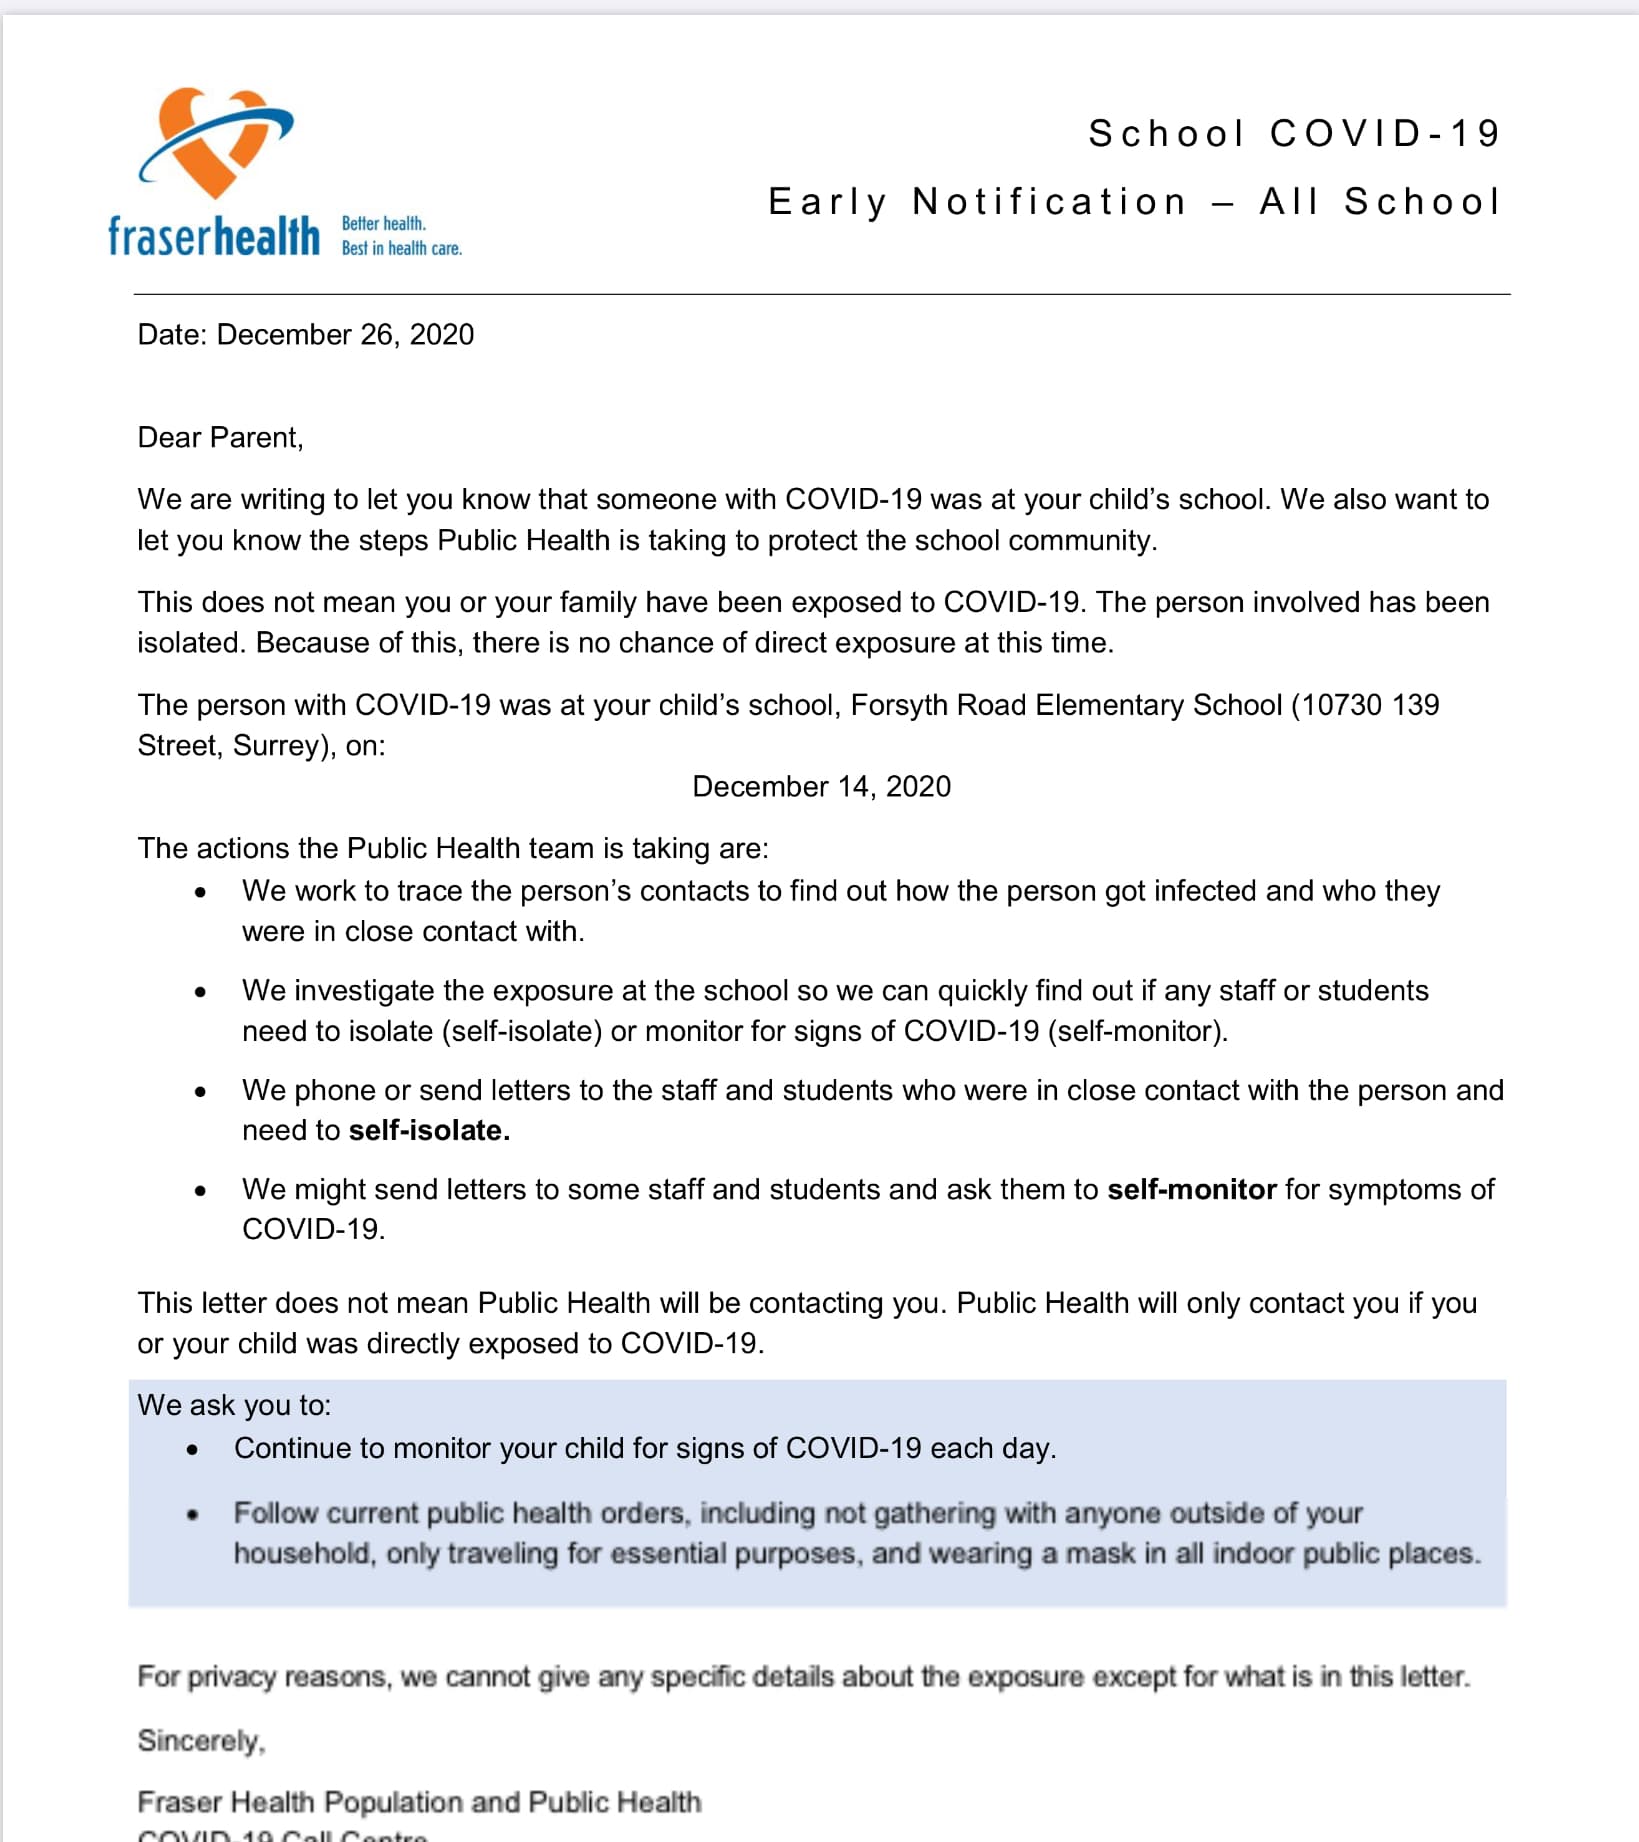 fraserhealth
Better health.
Best in health care.
School COVID-19
Early Notification – All School
Date: December 26, 2020
Dear Parent,
We are writing to let you know that someone with COVID-19 was at your child’s school. We also want to
let you know the steps Public Health is taking to protect the school community.
This does not mean you or your family have been exposed to COVID-19. The person involved has been
isolated. Because of this, there is no chance of direct exposure at this time.
The person with COVID-19 was at your child’s school, Forsyth Road Elementary School (10730 139
Street, Surrey), on:
December 14, 2020
The actions the Public Health team is taking are:
• We work to trace the person’s contacts to find out how the person got infected and who they
were in close contact with.
• We investigate the exposure at the school so we can quickly find out if any staff or students
need to isolate (self-isolate) or monitor for signs of COVID-19 (self-monitor).
• We phone or send letters to the staff and students who were in close contact with the person and
need to self-isolate.
• We might send letters to some staff and students and ask them to self-monitor for symptoms of
COVID-19.
This letter does not mean Public Health will be contacting you. Public Health will only contact you if you
or your child was directly exposed to COVID-19.
We ask you to:
• Continue to monitor your child for signs of COVID-19 each day.
• Follow current public health orders, including not gathering with anyone outside of your
household, only traveling for essential purposes, and wearing a mask in all indoor public places.
For privacy reasons, we cannot give any specific details about the exposure except for what is in this letter.
Sincerely,
Fraser Health Population and Public Health
COVID-19 Call Centre